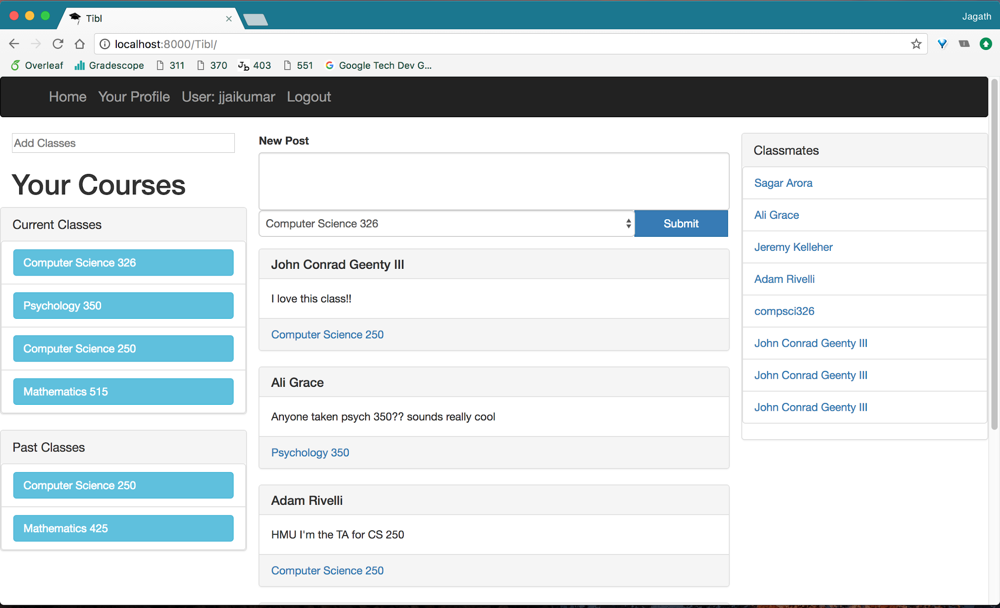 Tibl
Jagath
localhost:8000/Tibl/
Overleaf Gradescope 311 370 Jb 403 551 Google Tech Dev G...
Home Your Profile User: jjaikumar Logout
Add Classes
Your Courses
Current Classes
Computer Science 326
Psychology 350
Computer Science 250
Mathematics 515
Past Classes
Computer Science 250
Mathematics 425
New Post
Computer Science 326
Submit
John Conrad Geenty III
I love this class!!
Computer Science 250
Ali Grace
Anyone taken psych 350?? sounds really cool
Psychology 350
Adam Rivelli
HMU I'm the TA for CS 250
Computer Science 250
Classmates
Sagar Arora
Ali Grace
Jeremy Kelleher
Adam Rivelli
compsci326
John Conrad Geenty III
John Conrad Geenty III
John Conrad Geenty III